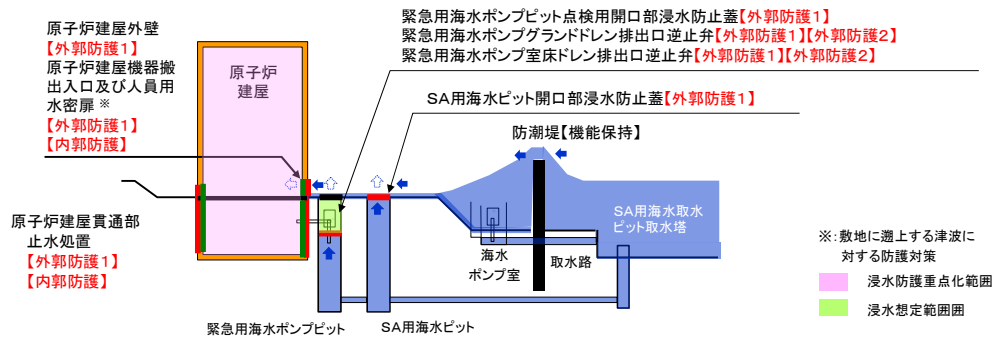 緊急用海水ポンプピット点検用開口部浸水防止蓋【外郭防護1】
緊急用海水ポンプグランドドレン排出口逆止弁【外郭防護1】【外郭防護2】
緊急用海水ポンプ室床ドレン排出口逆止弁【外郭防護1】【外郭防護2】
原子炉建屋外壁
【外郭防護1】
原子炉建屋機器搬
出入口及び人員用
水密扉※
【外郭防護1】
【内郭防護】
原子炉
建屋
SA用海水ピット開口部浸水防止蓋【外郭防護1】
防潮堤【機能保持】
原子炉建屋貫通部
止水処置
【外郭防護1】
【内郭防護】
SA用海水取水
ピット取水塔
海水
ポンプ室
取水路
※:敷地に遡上する津波に
対する防護対策
浸水防護重点化範囲
浸水想定範囲囲
緊急用海水ポンプピット
SA用海水ピット